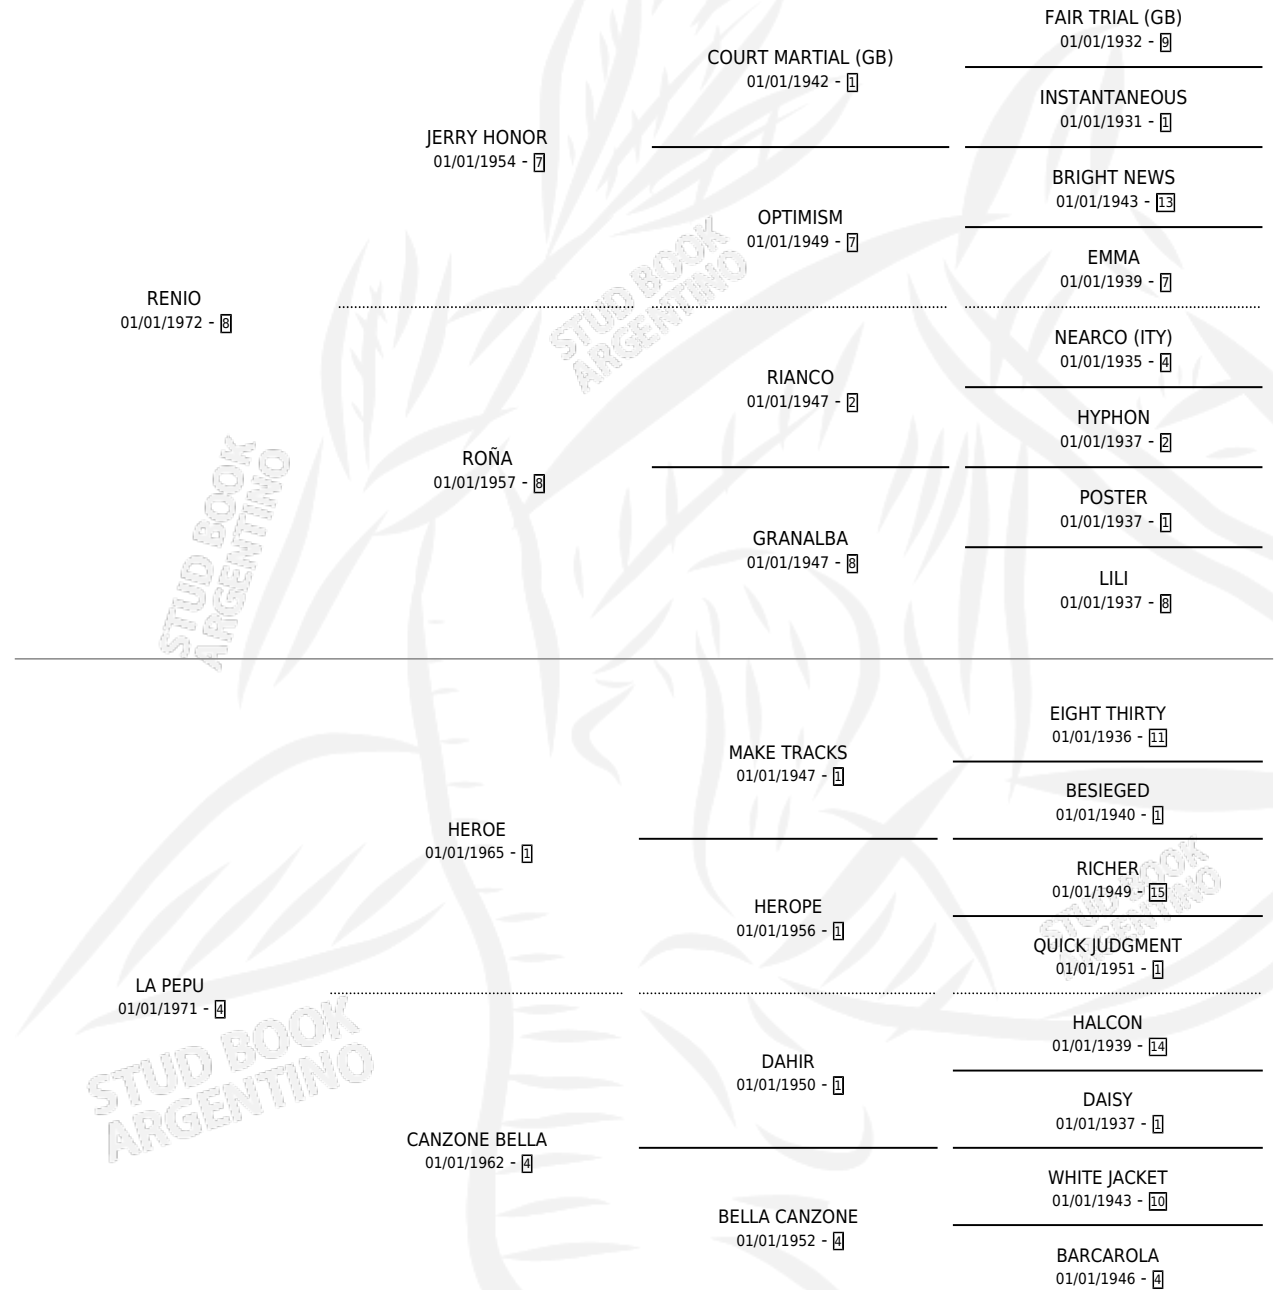 FAIR TRIAL (GB)
01/01/1932 - 9
COURT MARTIAL (GB)
01/01/1942 - 1
INSTANTANEOUS
01/01/1931 - 1
JERRY HONOR
01/01/1954 - 7
BRIGHT NEWS
01/01/1943 - 13
OPTIMISM
01/01/1949 - 7
EMMA
01/01/1939 - 7
RENIO
01/01/1972 - 8
NEARCO (ITY)
01/01/1935 - 4
RIANCO
01/01/1947 - 2
HYPHON
01/01/1937 - 2
ROÑA
01/01/1957 - 8
POSTER
01/01/1937 - 1
GRANALBA
01/01/1947 - 8
LILI
01/01/1937 - 8
EIGHT THIRTY
01/01/1936 - 11
MAKE TRACKS
01/01/1947 - 1
BESIEGED
01/01/1940 - 1
HEROE
01/01/1965 - 1
RICHER
01/01/1949 - 15
HEROPE
01/01/1956 - 1
QUICK JUDGMENT
01/01/1951 - 1
LA PEPU
01/01/1971 - 4
HALCON
01/01/1939 - 14
DAHIR
01/01/1950 - 1
DAISY
01/01/1937 - 1
CANZONE BELLA
01/01/1962 - 4
WHITE JACKET
01/01/1943 - 10
BELLA CANZONE
01/01/1952 - 4
BARCAROLA
01/01/1946 - 4
STUD BOOK
ARGENTINO
STUD BOOK
ARGENTINO
STUD BOOK
ARGENTINO
STUD BOOK
ARGENTINO